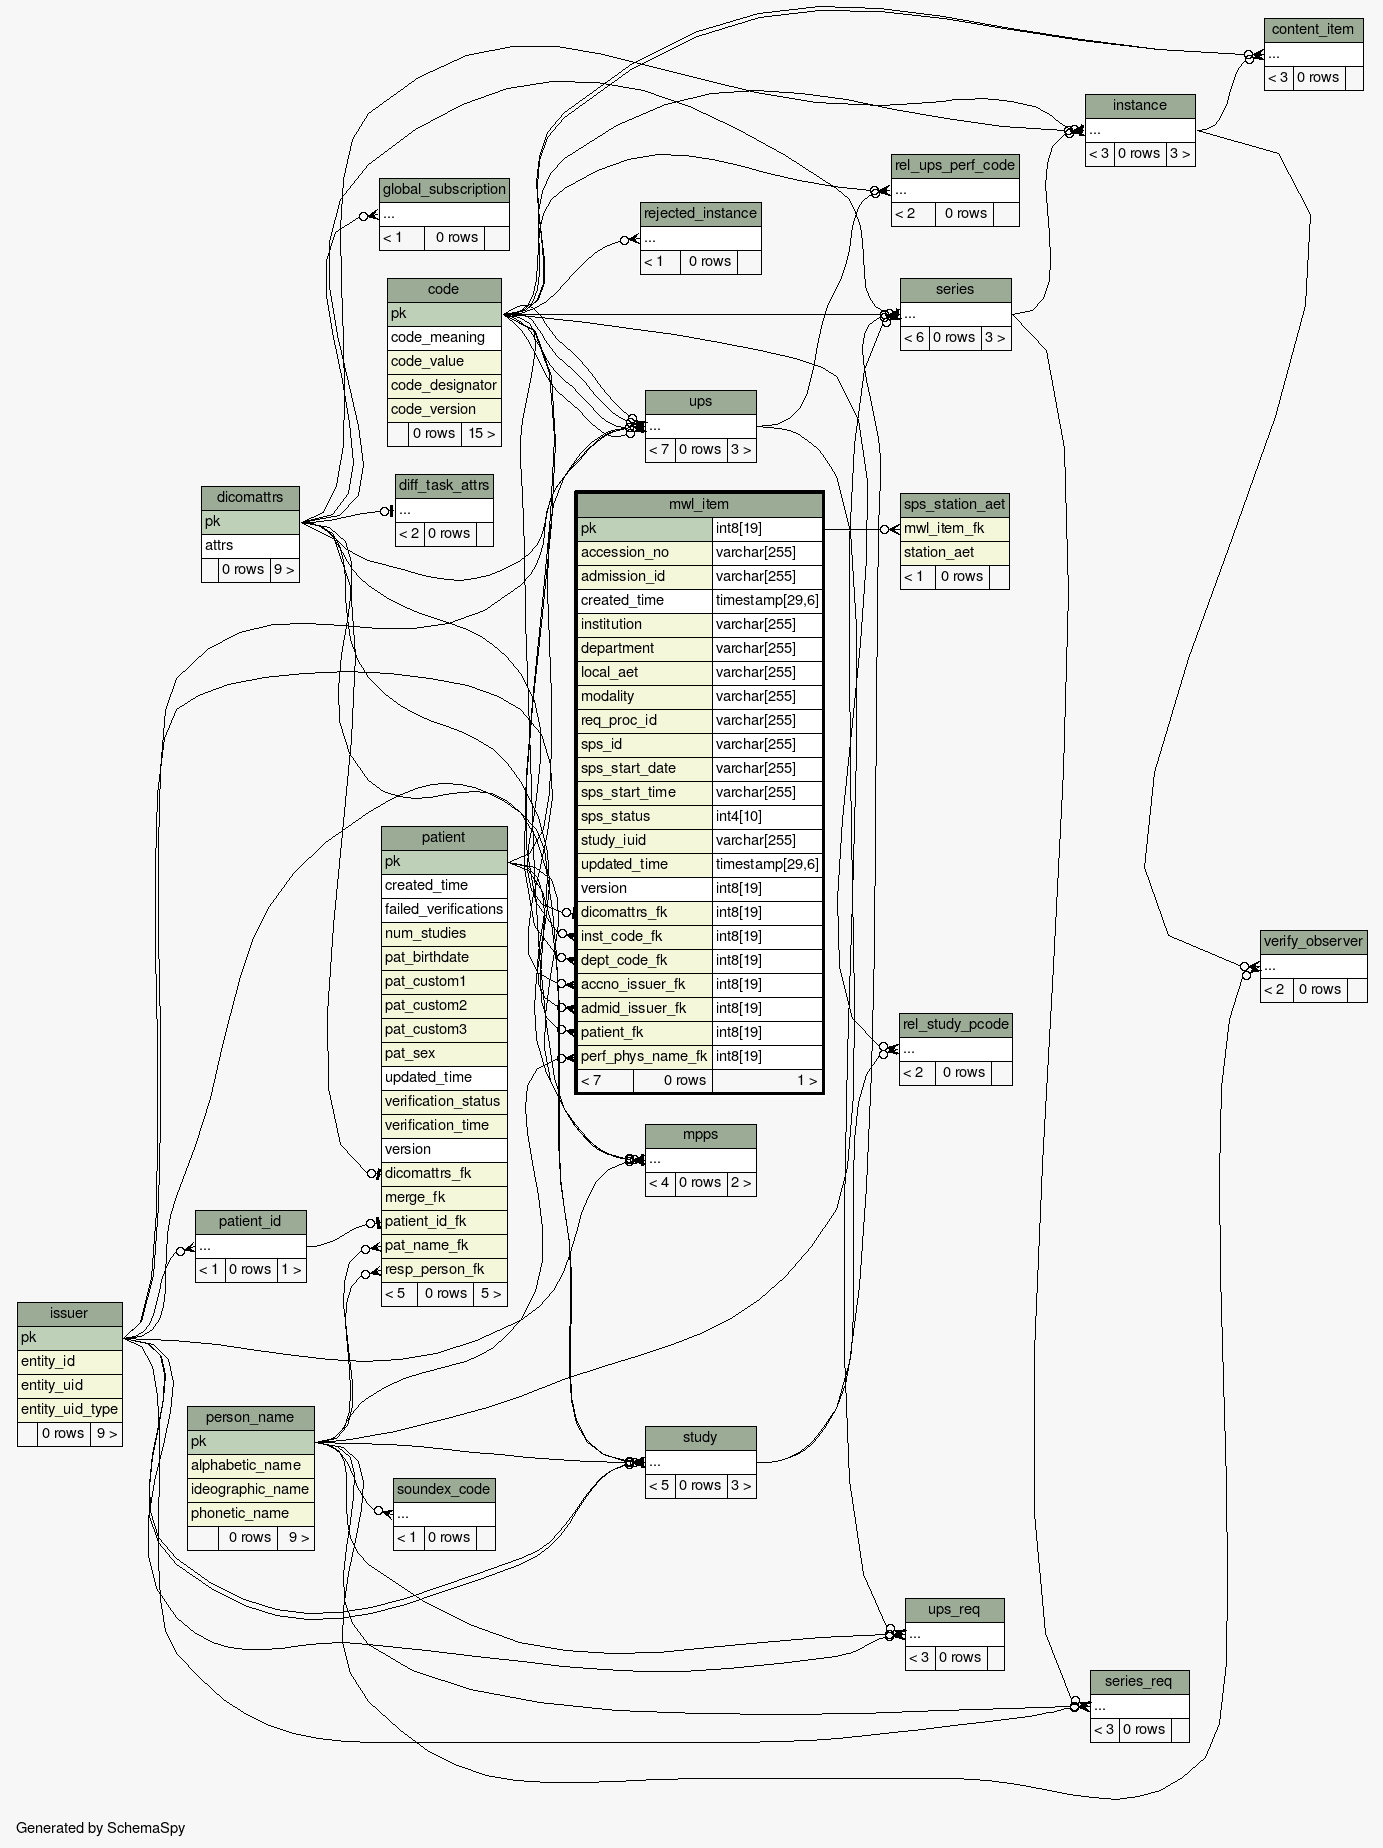 content_item
...
< 3 0 rows
instance
...
< 3 0 rows 3 >
rel_ups_perf_code
...
< 2 0 rows
global_subscription
...
< 1 0 rows
rejected_instance
...
< 1 0 rows
code
pk
code_meaning
code_value
code_designator
code_version
0 rows 15 >
series
...
< 6 0 rows 3 >
ups
...
< 7 0 rows 3 >
diff_task_attrs
...
< 2 0 rows
dicomattrs
pk
attrs
0 rows 9 >
mwl_item
pk int8[19]
accession_no varchar[255]
admission_id varchar[255]
created_time timestamp[29,6]
institution varchar[255]
department varchar[255]
local_aet varchar[255]
modality varchar[255]
req_proc_id varchar[255]
sps_id varchar[255]
sps_start_date varchar[255]
sps_start_time varchar[255]
sps_status int4[10]
study_iuid varchar[255]
updated_time timestamp[29,6]
version int8[19]
dicomattrs_fk int8[19]
inst_code_fk int8[19]
dept_code_fk int8[19]
accno_issuer_fk int8[19]
admid_issuer_fk int8[19]
patient_fk int8[19]
perf_phys_name_fk int8[19]
< 7 0 rows 1 >
sps_station_aet
mwl_item_fk
station_aet
< 1 0 rows
patient
pk
created_time
failed_verifications
num_studies
pat_birthdate
pat_custom1
pat_custom2
pat_custom3
pat_sex
updated_time
verification_status
verification_time
version
dicomattrs_fk
merge_fk
patient_id_fk
pat_name_fk
resp_person_fk
< 5 0 rows 5 >
verify_observer
...
< 2 0 rows
rel_study_pcode
...
< 2 0 rows
mpps
...
< 4 0 rows 2 >
patient_id
...
< 1 0 rows 1 >
issuer
pk
entity_id
entity_uid
entity_uid_type
0 rows 9 >
person_name
pk
alphabetic_name
ideographic_name
phonetic_name
0 rows 9 >
study
...
< 5 0 rows 3 >
soundex_code
...
< 1 0 rows
ups_req
...
< 3 0 rows
series_req
...
< 3 0 rows
Generated by SchemaSpy